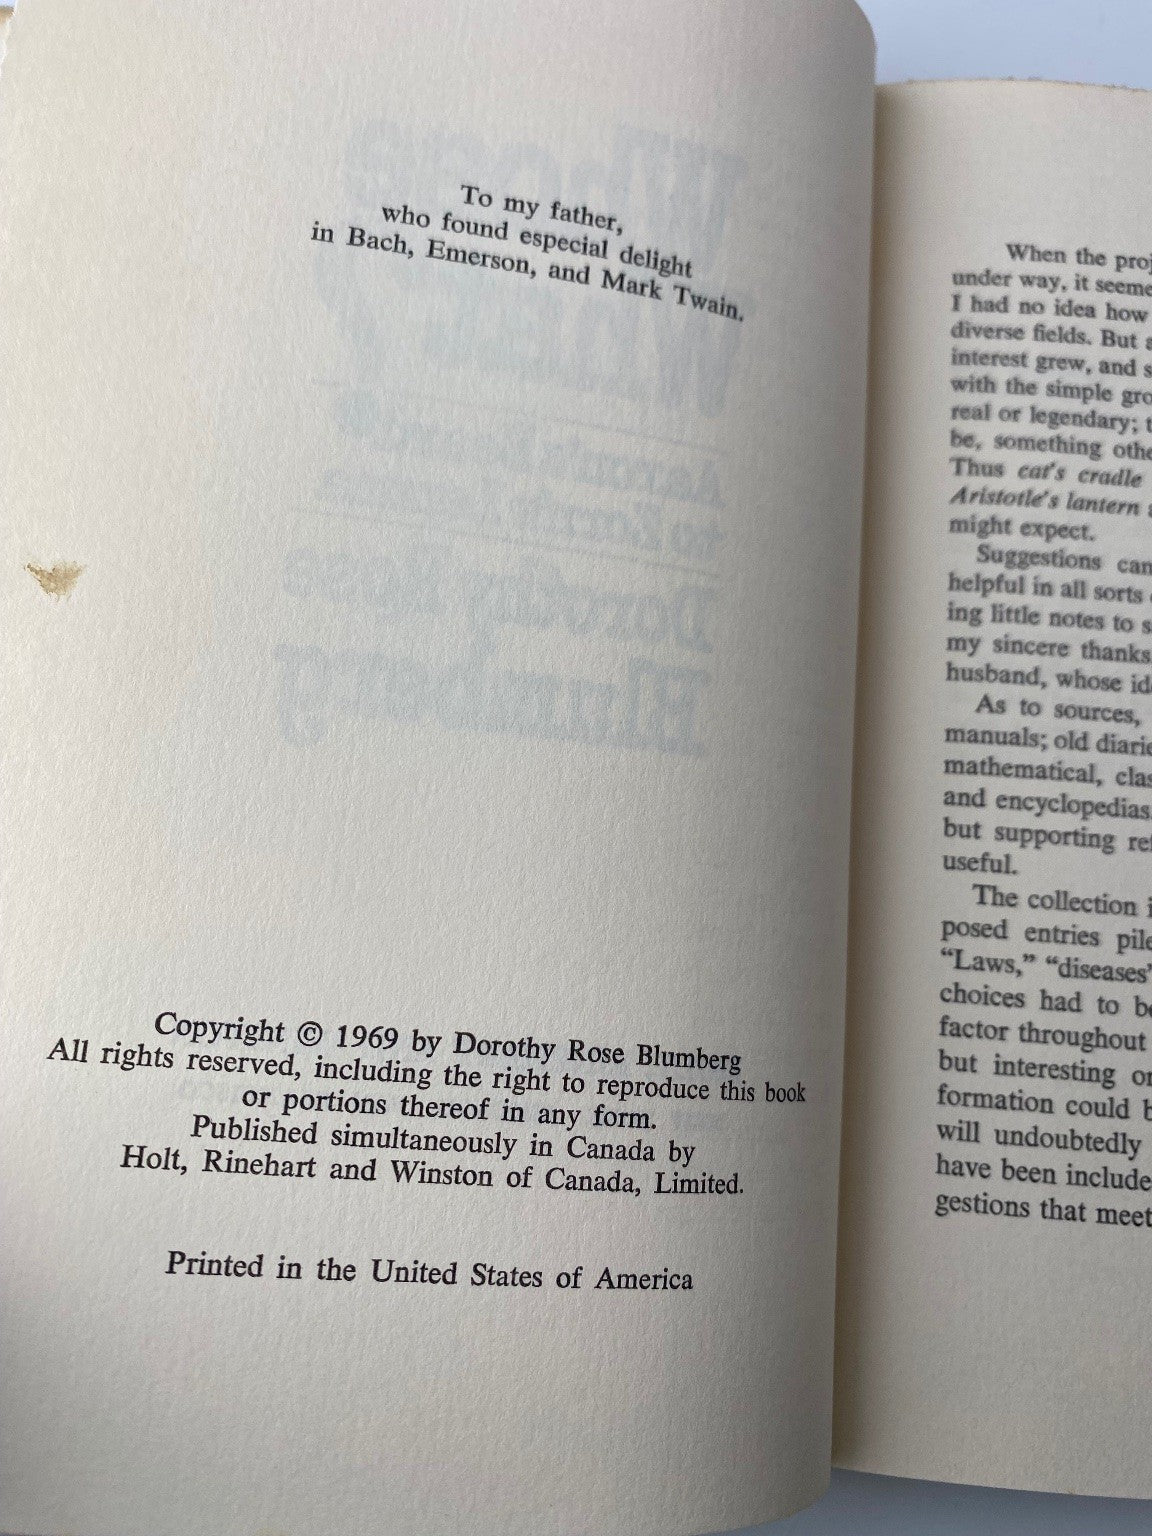 To my father,
who found especial delight
in Bach, Emerson, and Mark Twain.
Copyright © 1969 by Dorothy Rose Blumberg
All rights reserved, including the right to reproduce this book
or portions thereof in any form.
Published simultaneously in Canada by
Holt, Rinehart and Winston of Canada, Limited.
Printed in the United States of America
When the proj
under way, it seeme
I had no idea how
diverse fields. But a
interest grew, and s
with the simple gro
real or legendary; t
be, something othe
Thus cat's cradle
Aristotle's lantern a
might expect.
Suggestions can
helpful in all sorts
ing little notes to s
my sincere thanks
husband, whose id
As to sources,
manuals; old diarie
mathematical, clas
and encyclopedias.
but supporting ref
useful.
The collection i
posed entries pile
“Laws,” “diseases”
choices had to be
factor throughout
but interesting or
formation could b
will undoubtedly
have been include
gestions that meet